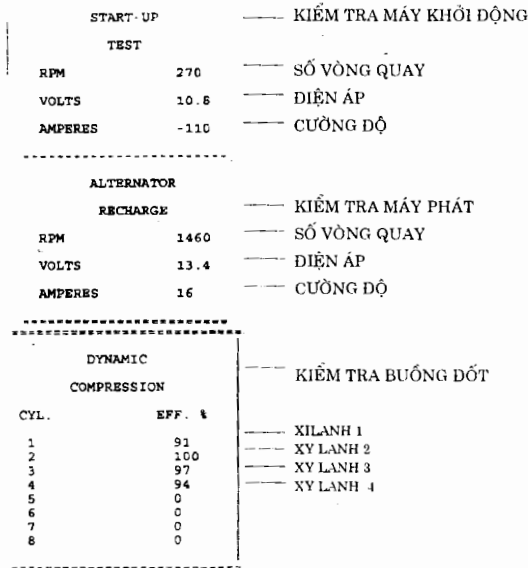 START-UP KIỂM TRA MÁY KHỞI ĐỘNG
TEST
RPM 270 SỐ VÒNG QUAY
VOLTS 10.8 ĐIỆN ÁP
AMPERES -110 CƯỜNG ĐỘ
ALTERNATOR
RECHARGE KIỂM TRA MÁY PHÁT
RPM 1460 SỐ VÒNG QUAY
VOLTS 13.4 ĐIỆN ÁP
AMPERES 16 CƯỜNG ĐỘ
DYNAMIC
COMPRESSION KIỂM TRA BUỒNG ĐỐT
CYL. EFF. %
1 91 XILANH 1
2 100 XY LANH 2
3 97 XY LANH 3
4 94 XY LANH 4
5 0
6 0
7 0
8 0